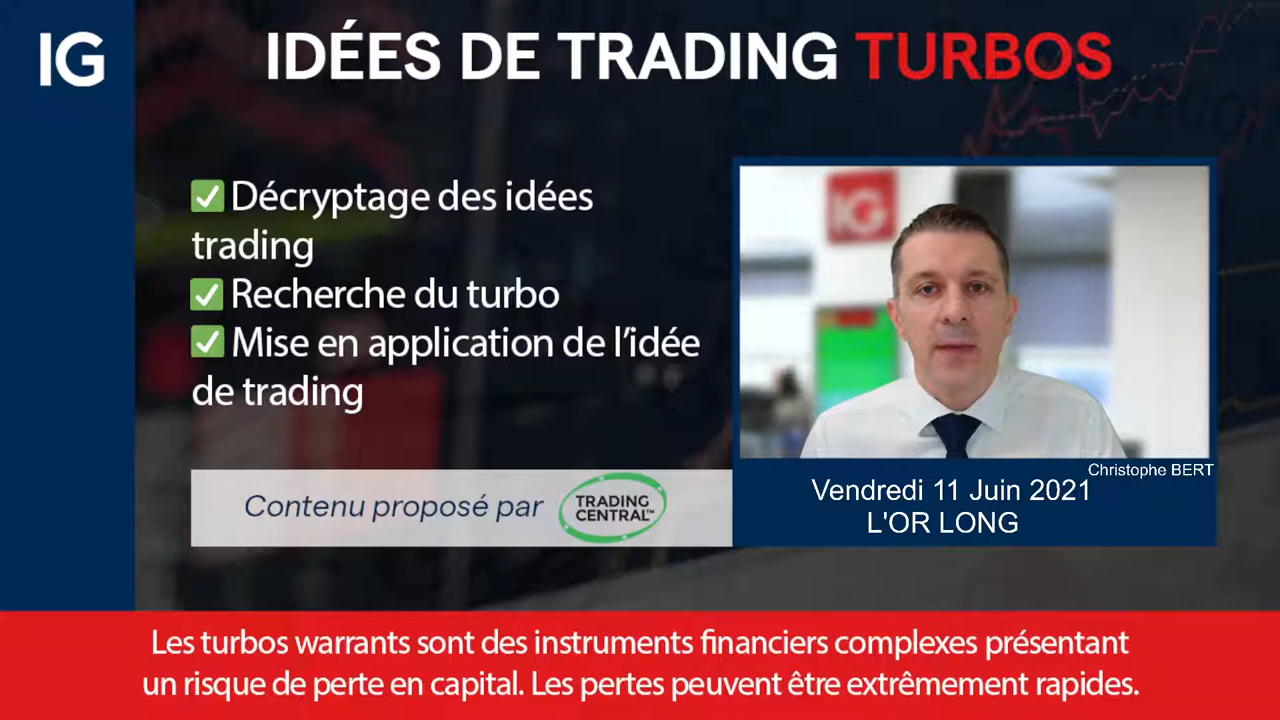 IG
IDÉES DE TRADING TURBOS
✅ Décryptage des idées
trading
✅ Recherche du turbo
✅ Mise en application de l’idée
de trading
Contenu proposé par
TRADING
CENTRAL™
IG
Christophe BERT
Vendredi 11 Juin 2021
L'OR LONG
Les turbos warrants sont des instruments financiers complexes présentant
un risque de perte en capital. Les pertes peuvent être extrêmement rapides.